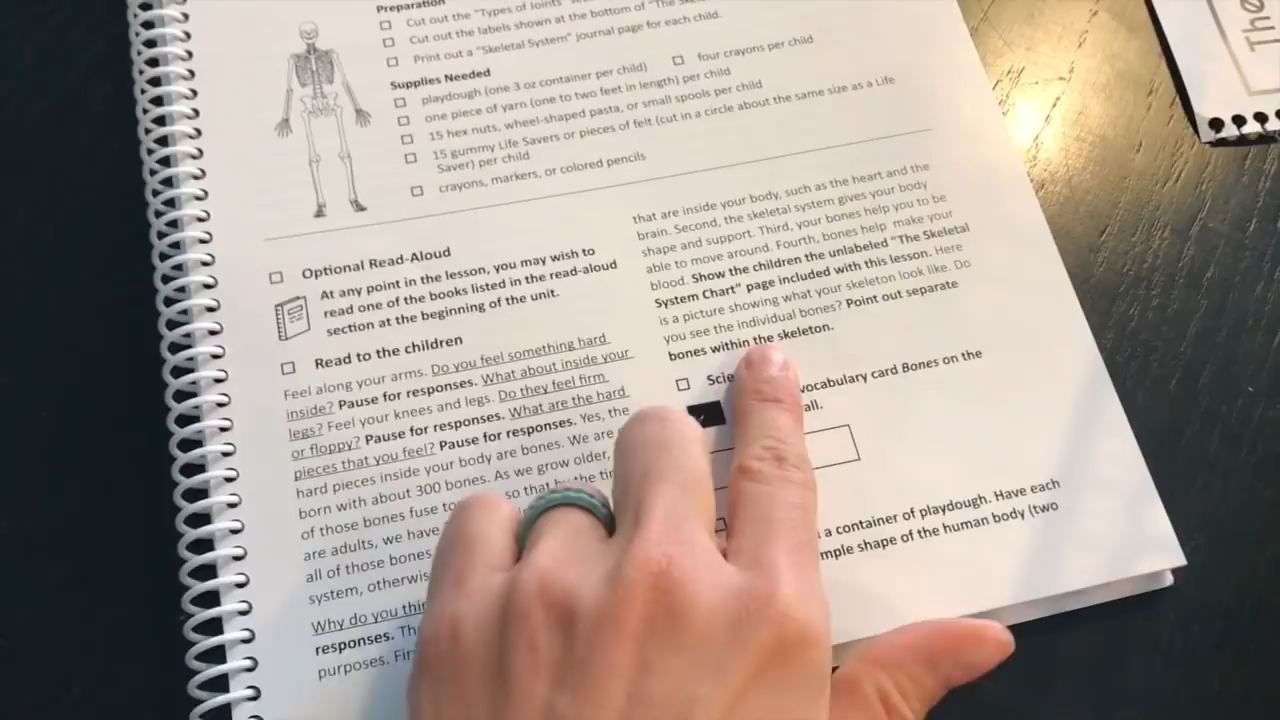 Preparation
Cut out the "Types of Joints"
Cut out the labels shown at the bottom of "The
Print out a "Skeletal System" journal page for each child.
Supplies Needed
playdough (one 3 oz container per child)
four crayons per child
one piece of yarn (one to two feet in length) per child
15 hex nuts, wheel-shaped pasta, or small spools per child
15 gummy Life Savers or pieces of felt (cut in a circle about the same size as a Life
Saver) per child
crayons, markers, or colored pencils
Optional Read-Aloud
At any point in the lesson, you may wish to
read one of the books listed in the read-aloud
section at the beginning of the unit.
Read to the children
Feel along your arms. Do you feel something hard
inside? Pause for responses. What about inside your
legs? Feel your knees and legs. Do they feel firm
or floppy? Pause for responses. What are the hard
pieces that you feel? Pause for responses. Yes, the
hard pieces inside your body are bones. We are
born with about 300 bones. As we grow older,
of those bones fuse so that by the
are adults, we have
all of those bones
system,
Why do you
responses.
purposes.
that are inside your body, such as the heart and the
brain. Second, the skeletal system gives your body
shape and support. Third, your bones help you to be
able to move around. Fourth, bones help make your
blood. Show the children the unlabeled "The Skeletal
System Chart" page included with this lesson. Here
is a picture showing what your skeleton look like. Do
you see the individual bones? Point out separate
bones within the skeleton.
vocabulary card Bones on the
a container of playdough. Have each
shape of the human body (two
The